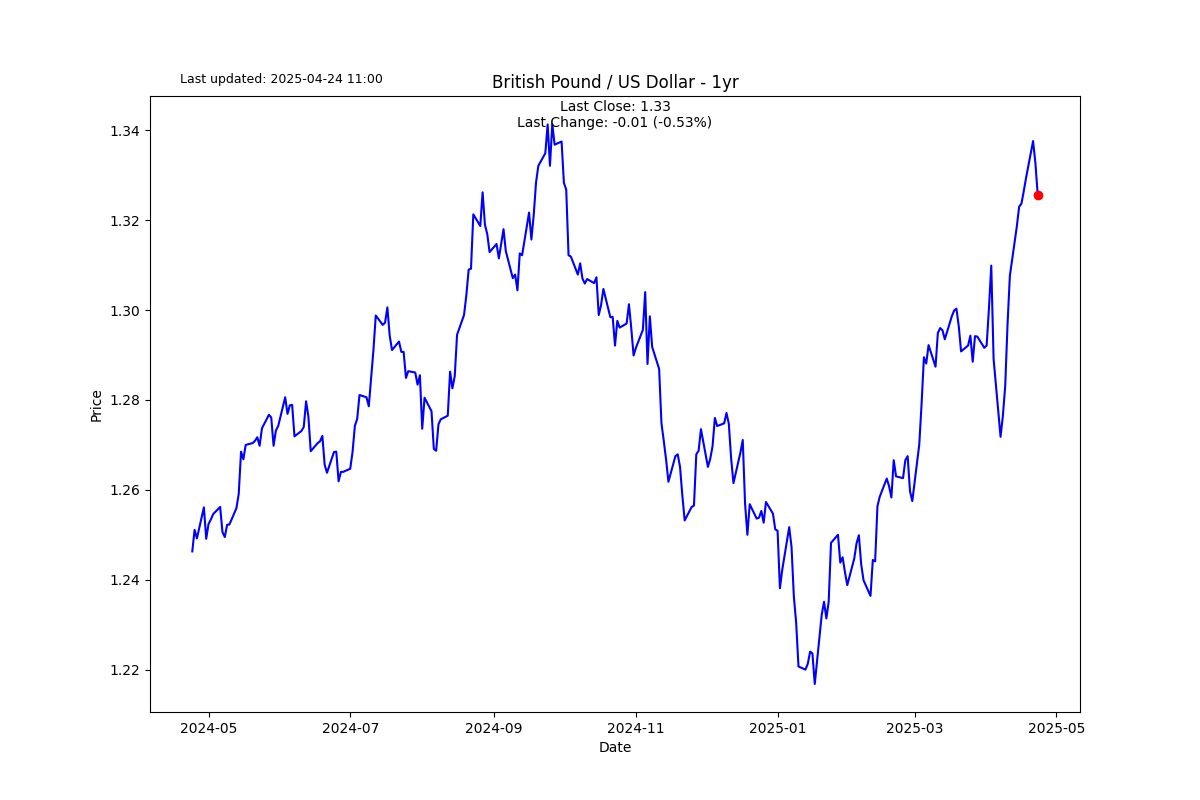 Last updated: 2025-04-24 11:00
British Pound / US Dollar - 1yr
Last Close: 1.33
Last Change: -0.01 (-0.53%)
1.34
1.32
1.30
1.28
1.26
1.24
1.22
Price
2024-05 2024-07 2024-09 2024-11 2025-01 2025-03 2025-05
Date